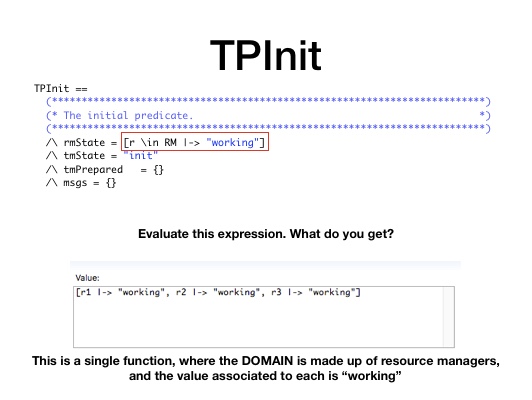 TPInit
TPInit ==
(***********************************************************************)
(* The initial predicate. *)
(***********************************************************************)
/\ rmState = [r \in RM |-> "working"]
/\ tmState = "init"
/\ tmPrepared = {}
/\ msgs = {}
Evaluate this expression. What do you get?
Value:
[r1 |-> "working", r2 |-> "working", r3 |-> "working"]
This is a single function, where the DOMAIN is made up of resource managers,
and the value associated to each is “working”